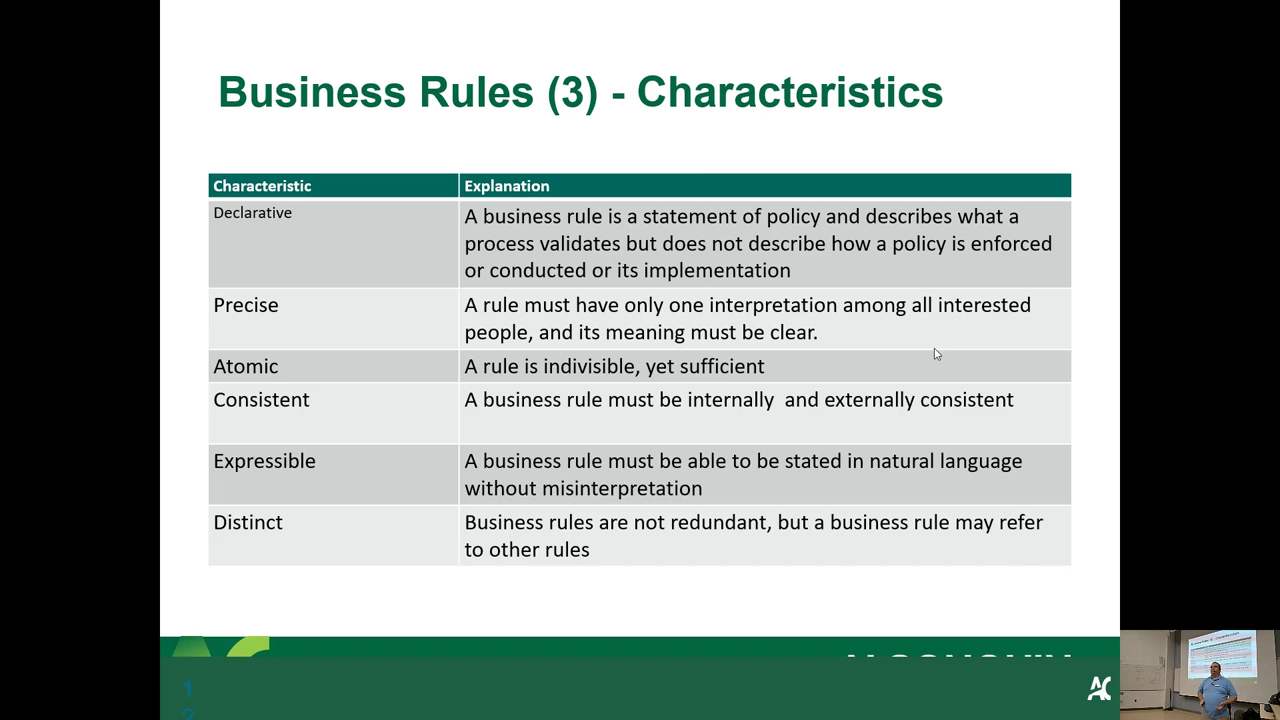 Business Rules (3) - Characteristics
Characteristic Explanation
Declarative A business rule is a statement of policy and describes what a
process validates but does not describe how a policy is enforced
or conducted or its implementation
Precise A rule must have only one interpretation among all interested
people, and its meaning must be clear.
Atomic A rule is indivisible, yet sufficient
Consistent A business rule must be internally  and externally consistent
Expressible A business rule must be able to be stated in natural language
without misinterpretation
Distinct Business rules are not redundant, but a business rule may refer
to other rules
ALGONQUIN
1
2
AC